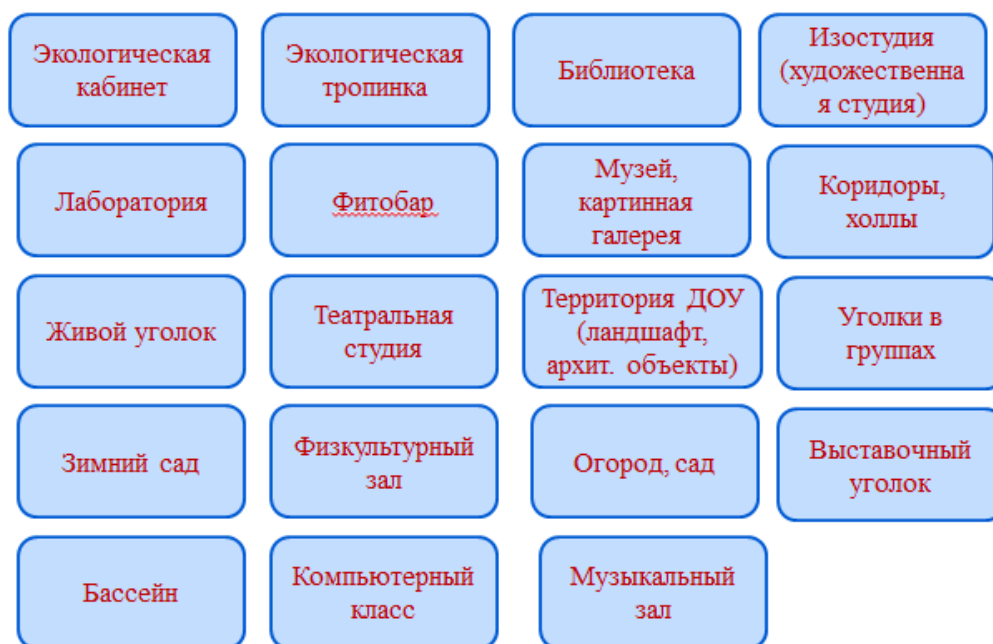 Экологическая
кабинет
Экологическая
тропинка
Библиотека
Изостудия
(художественна
я студия)
Лаборатория
Фитобар
Музей,
картинная
галерея
Коридоры,
холлы
Живой уголок
Театральная
студия
Территория ДОУ
(ландшафт,
архит. объекты)
Уголки в
группах
Зимний сад
Физкультурный
зал
Огород, сад
Выставочный
уголок
Бассейн
Компьютерный
класс
Музыкальный
зал